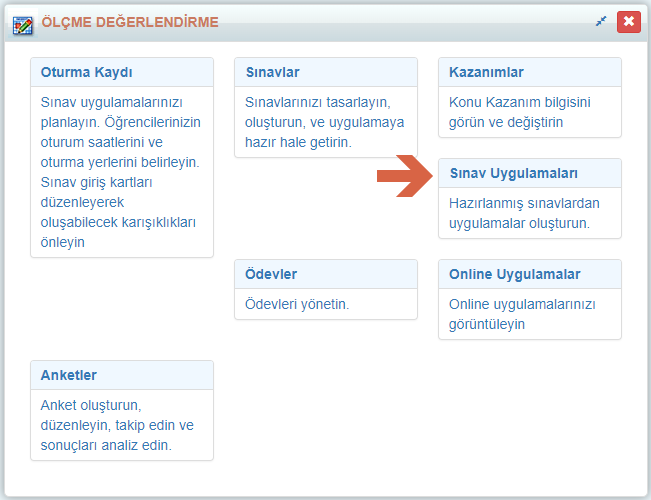 ÖLÇME DEĞERLENDİRME
Oturma Kaydı
Sınav uygulamalarınızı
planlayın. Öğrencilerinizin
oturum saatlerini ve
oturma yerlerini belirleyin.
Sınav giriş kartları
düzenleyerek
oluşabilecek karışıklıkları
önleyin
Sınavlar
Sınavlarınızı tasarlayın,
oluşturun, ve uygulamaya
hazır hale getirin.
Kazanımlar
Konu Kazanım bilgisini
görün ve değiştirin
Sınav Uygulamaları
Hazırlanmış sınavlardan
uygulamalar oluşturun.
Ödevler
Ödevleri yönetin.
Online Uygulamalar
Online uygulamalarınızı
görüntüleyin
Anketler
Anket oluşturun,
düzenleyin, takip edin ve
sonuçları analiz edin.